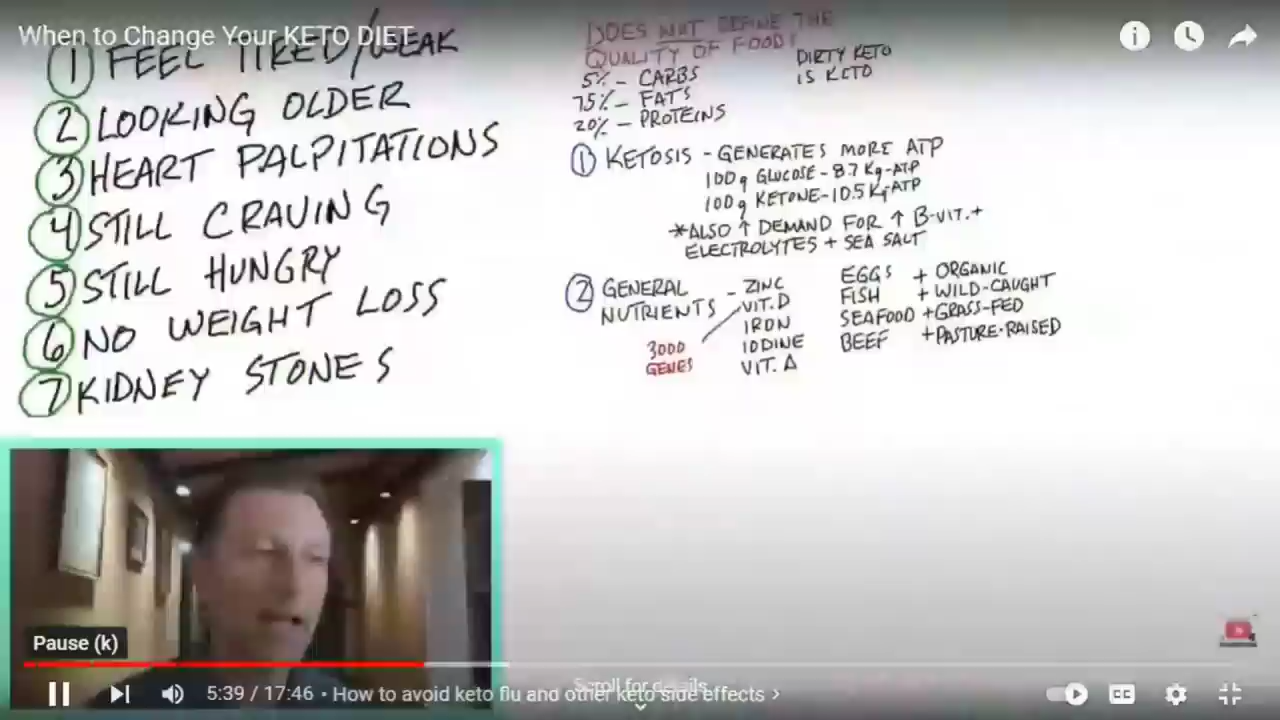 When to Change Your KETO DIET
1 FEEL TIRED/WEAK
2 LOOKING OLDER
3 HEART PALPITATIONS
4 STILL CRAVING
5 STILL HUNGRY
6 NO WEIGHT LOSS
7 KIDNEY STONES
DOES NOT DEFINE THE
QUALITY OF FOOD!
5% - CARBS
75% - FATS
20% - PROTEINS
DIRTY KETO
IS KETO
1 KETOSIS - GENERATES MORE ATP
100g GLUCOSE - 8.7 Kg-ATP
100g KETONE - 10.5 Kg-ATP
*ALSO ↑ DEMAND FOR ↑ B-VIT. +
ELECTROLYTES + SEA SALT
2 GENERAL
NUTRIENTS
3000
GENES
- ZINC
VIT. D
IRON
IODINE
VIT. A
EGGS + ORGANIC
FISH + WILD-CAUGHT
SEAFOOD + GRASS-FED
BEEF + PASTURE-RAISED
Pause (k)
Scroll for details
5:39 / 17:46 • How to avoid keto flu and other keto side effects >
CC